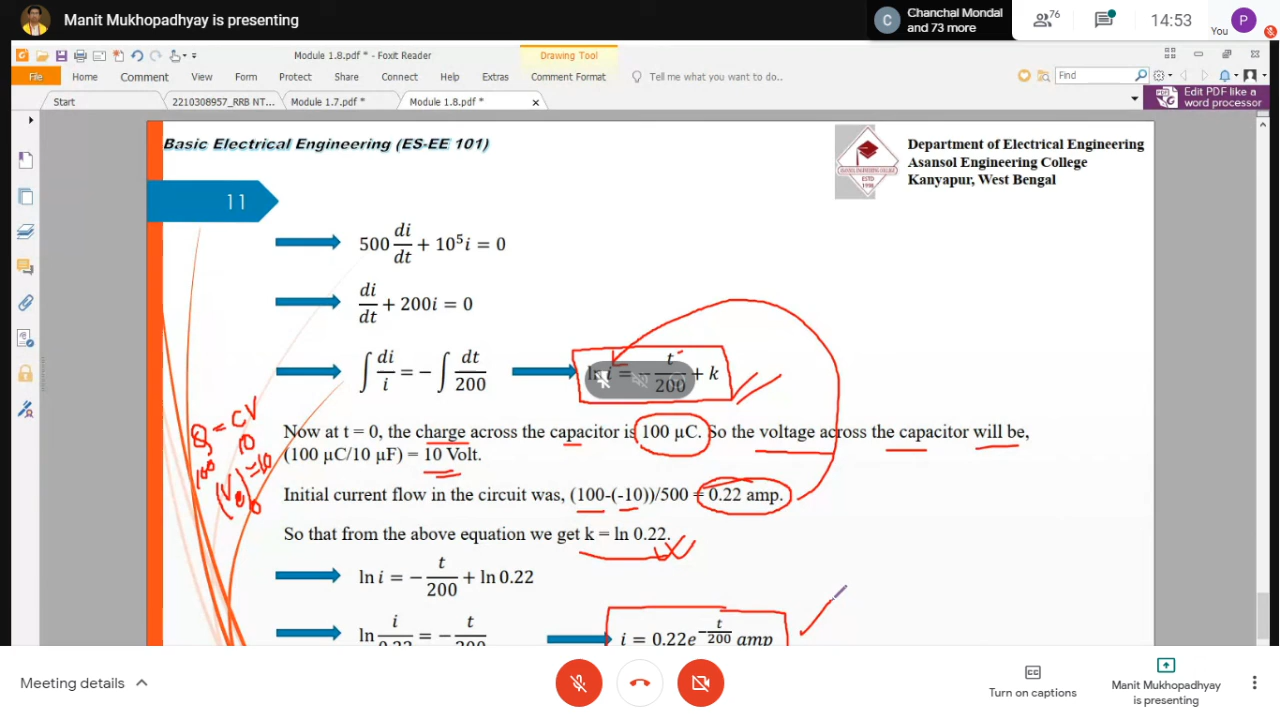 Manit Mukhopadhyay is presenting
C Chanchal Mondal and 73 more
76
14:53
You P
Module 1.8.pdf * - Foxit Reader
Drawing Tool
File Home Comment View Form Protect Share Connect Help Extras Comment Format Tell me what you want to do.. Find
Start 2210308957_RRB NT... Module 1.7.pdf * Module 1.8.pdf * Edit PDF like a word processor
Basic Electrical Engineering (ES-EE 101)
Department of Electrical Engineering
Asansol Engineering College
Kanyapur, West Bengal
11
500 di/dt + 10⁵i = 0
di/dt + 200i = 0
∫ di/i = − ∫ dt/200
ln i = − t/200 + k
Q = CV
100 10
Now at t = 0, the charge across the capacitor is 100 µC. So the voltage across the capacitor will be,
(100 µC/10 µF) = 10 Volt.
Initial current flow in the circuit was, (100-(-10))/500 = 0.22 amp.
So that from the above equation we get k = ln 0.22.
ln i = − t/200 + ln 0.22
ln i/0.22 = − t/200
i = 0.22e^−t/200 amp
Meeting details
Turn on captions
Manit Mukhopadhyay
is presenting